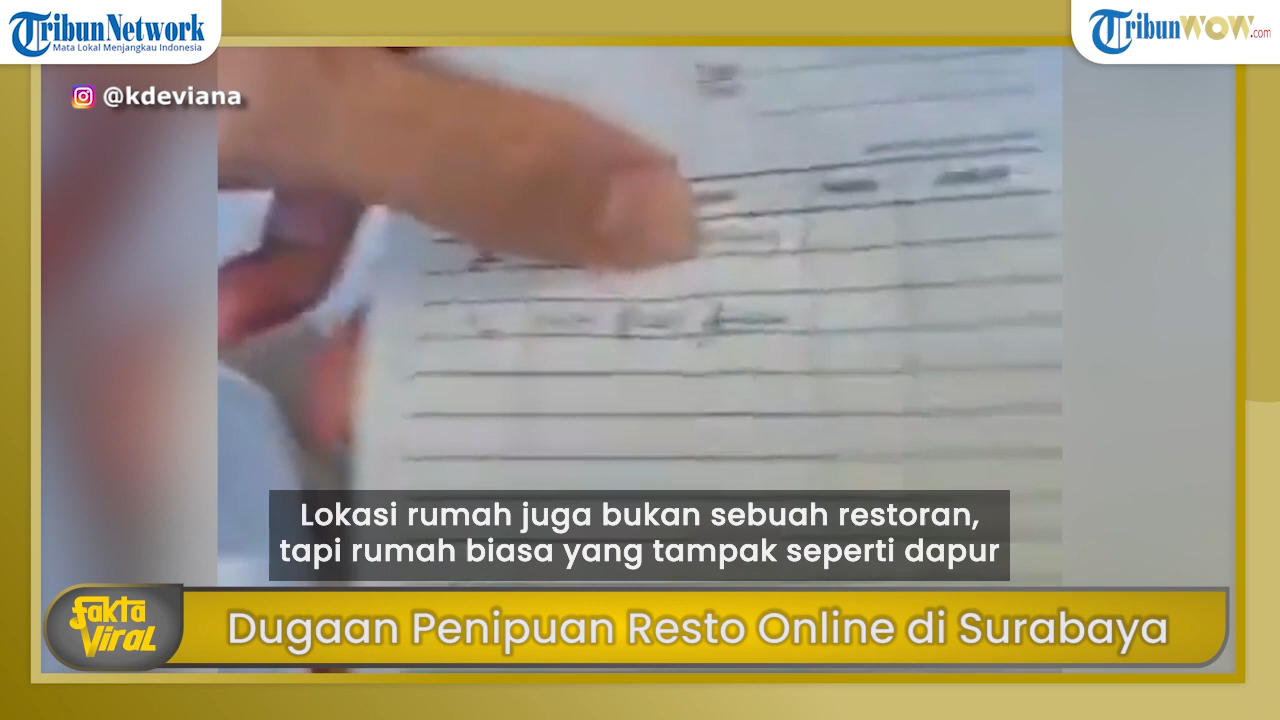 TribunNetwork
Mata Lokal Menjangkau Indonesia
TribunWOW.com
@kdeviana
Lokasi rumah juga bukan sebuah restoran,
tapi rumah biasa yang tampak seperti dapur
Fakta
Viral
Dugaan Penipuan Resto Online di Surabaya